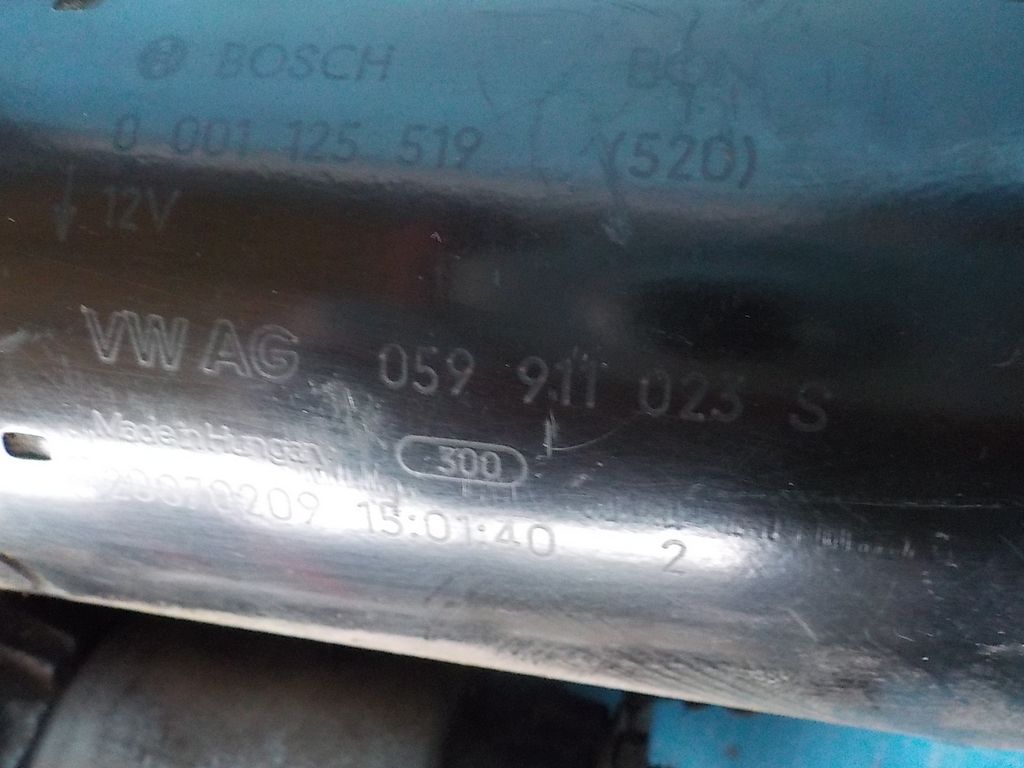 BOSCH BON
0 001 125 519 (520)
12V
VW AG 059 911 023 S
Made in Hungary 300
20070209 15:01:40 2